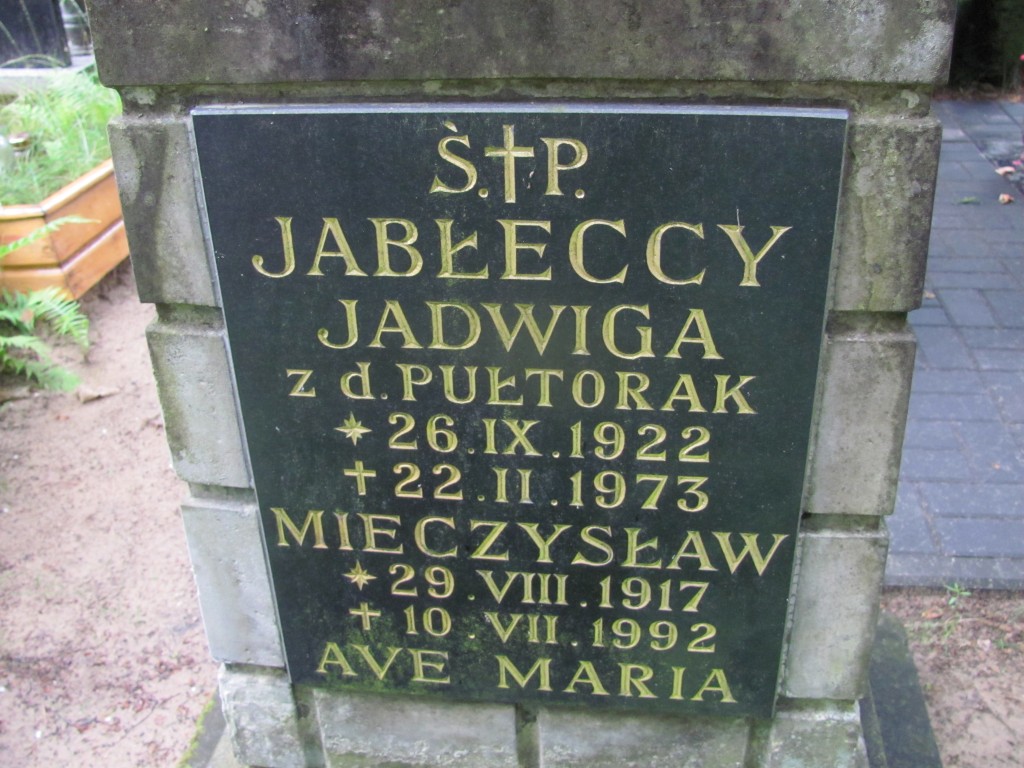 Ś.†P.
JABŁECCY
JADWIGA
z d. PUŁTORAK
* 26.IX.1922
† 22.II.1973
MIECZYSŁAW
* 29.VIII.1917
† 10.VII.1992
AVE MARIA